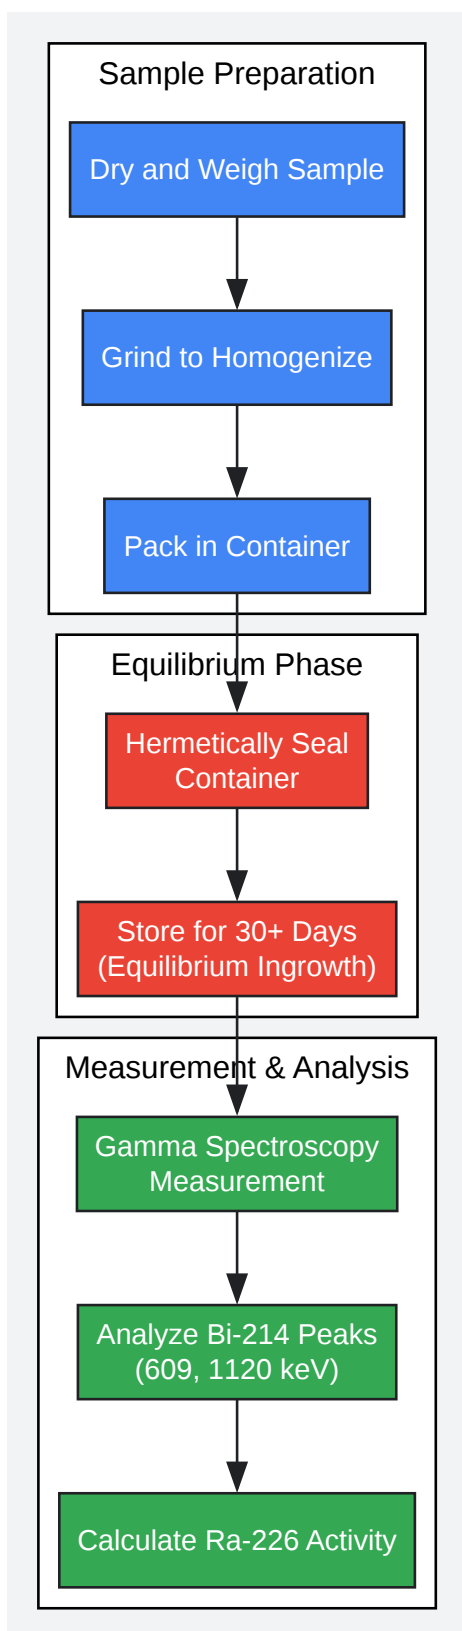 Sample Preparation
Dry and Weigh Sample
Grind to Homogenize
Pack in Container
Equilibrium Phase
Hermetically Seal
Container
Store for 30+ Days
(Equilibrium Ingrowth)
Measurement & Analysis
Gamma Spectroscopy
Measurement
Analyze Bi-214 Peaks
(609, 1120 keV)
Calculate Ra-226 Activity